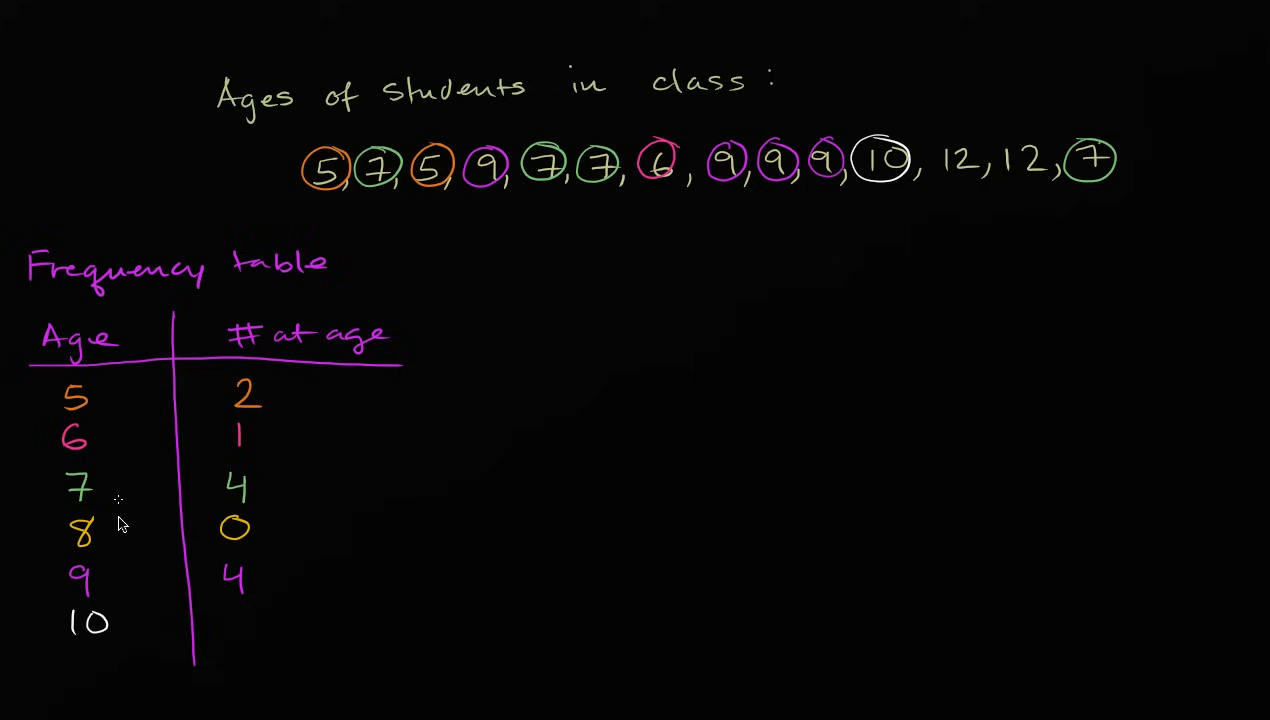 Ages of students in class :
5, 7, 5, 9, 7, 7, 6, 9, 9, 9, 10, 12, 12, 7
Frequency table
Age # at age
5 2
6 1
7 4
8 0
9 4
10